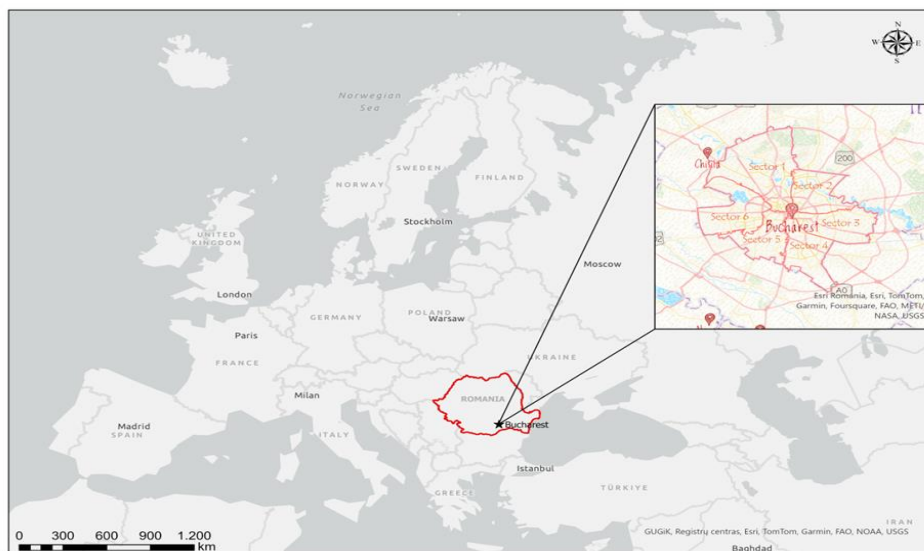 N
W E
S
Norwegian
Sea
SWEDEN
FINLAND
NORWAY
Stockholm
UNITED
KINGDOM
Moscow
London
POLAND
GERMANY
Warsaw
Paris
UKRAINE
FRANCE
Milan
ROMANIA
Madrid
SPAIN
Bucharest
ITALY
Istanbul
GREECE
TÜRKIYE
IRAN
Baghdad
200
Sector 1
Sector 2
Sector 6
Sector 3
Bucharest
Sector 5
Sector 4
A0
Esri Romania, Esri, TomTom,
Garmin, Foursquare, FAO, METI/
NASA, USGS
0 300 600 900 1.200
km
GUGiK, Registrų centras, Esri, TomTom, Garmin, FAO, NOAA, USGS